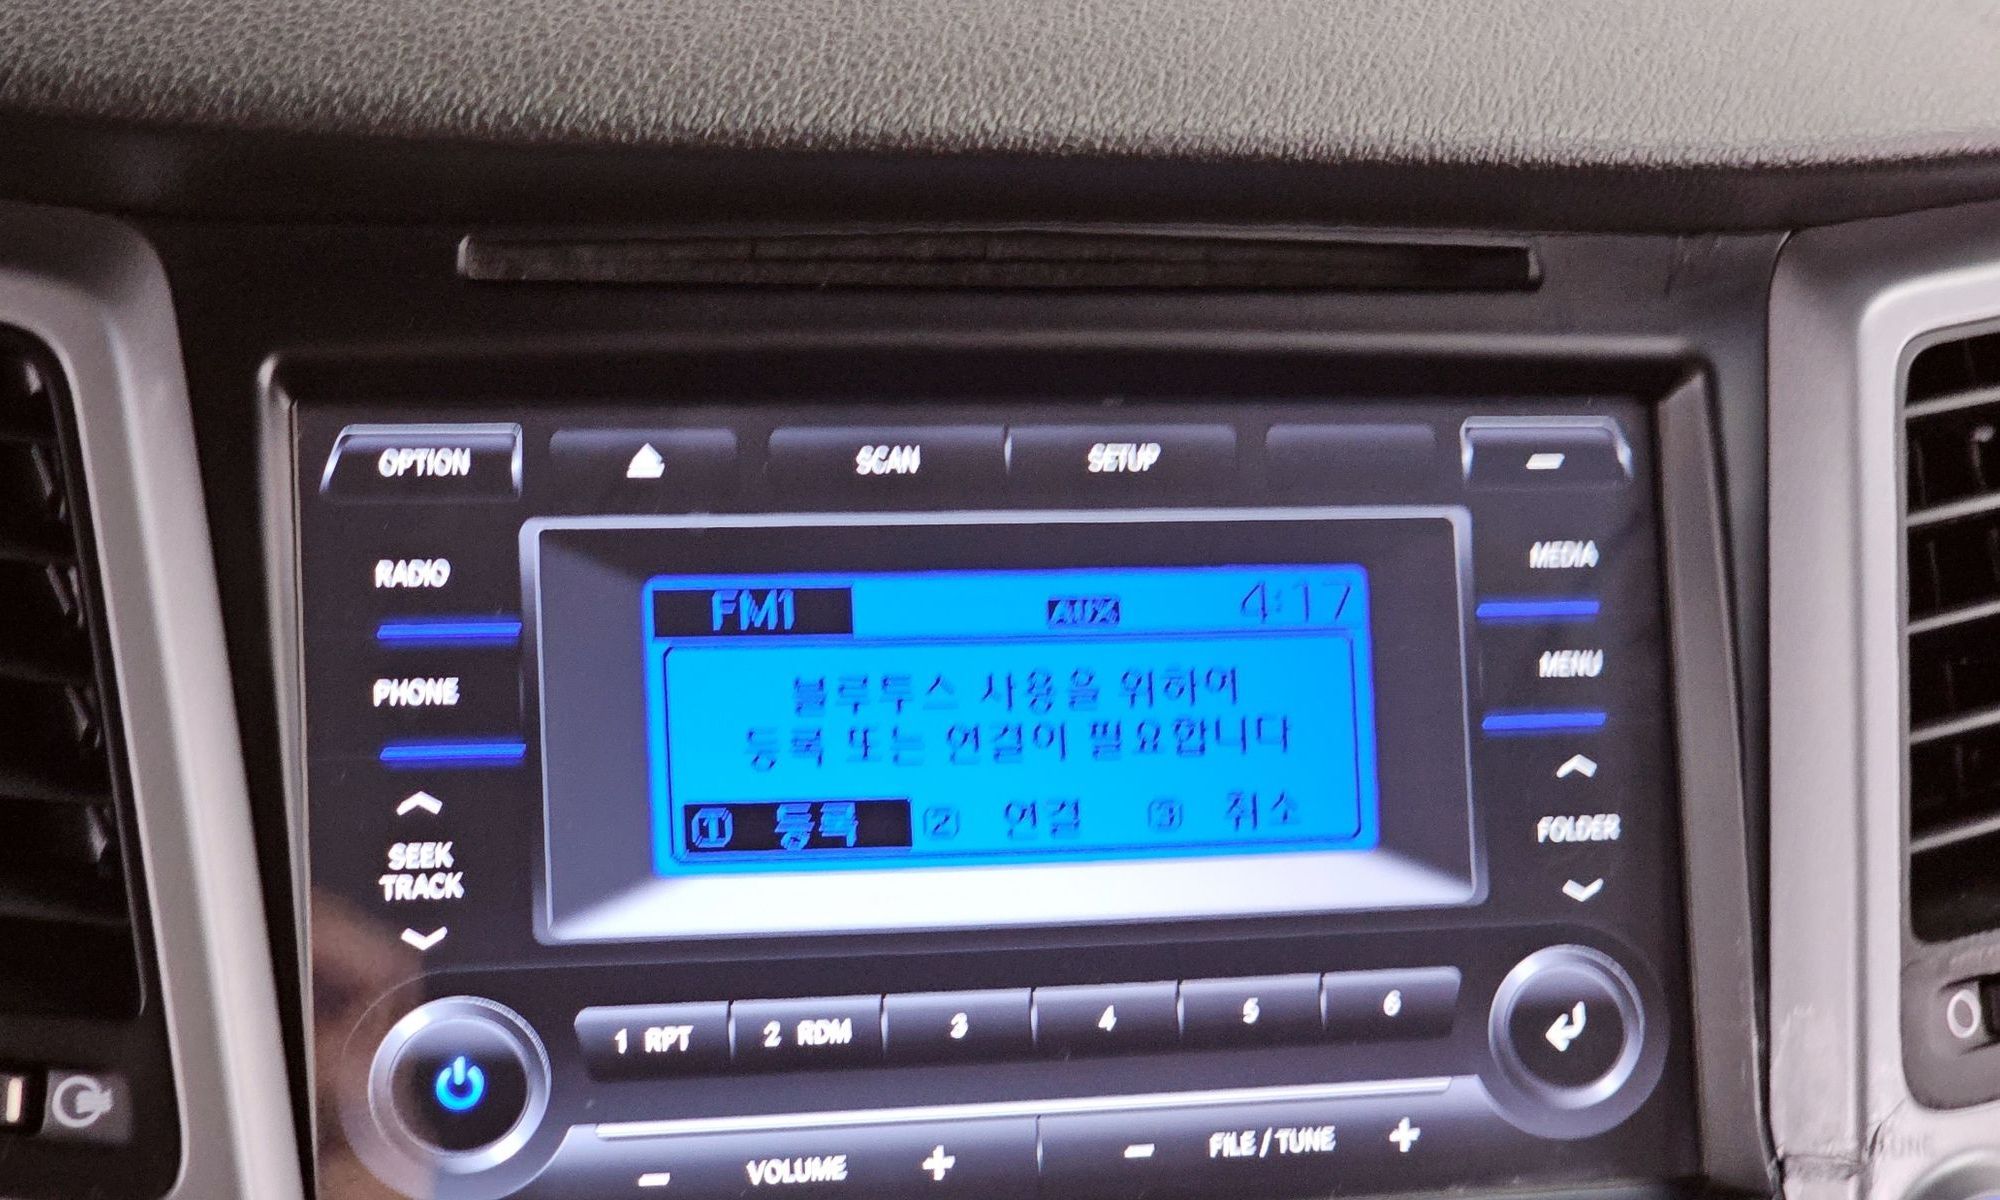 OPTION SCAN SETUP
RADIO
MEDIA
FM1 AUX 4:17
PHONE
MENU
블루투스 사용을 위하여
등록 또는 연결이 필요합니다
1 등록 2 연결 3 취소
SEEK
TRACK
FOLDER
1 RPT 2 RDM 3 4 5 6
− VOLUME + − FILE / TUNE +